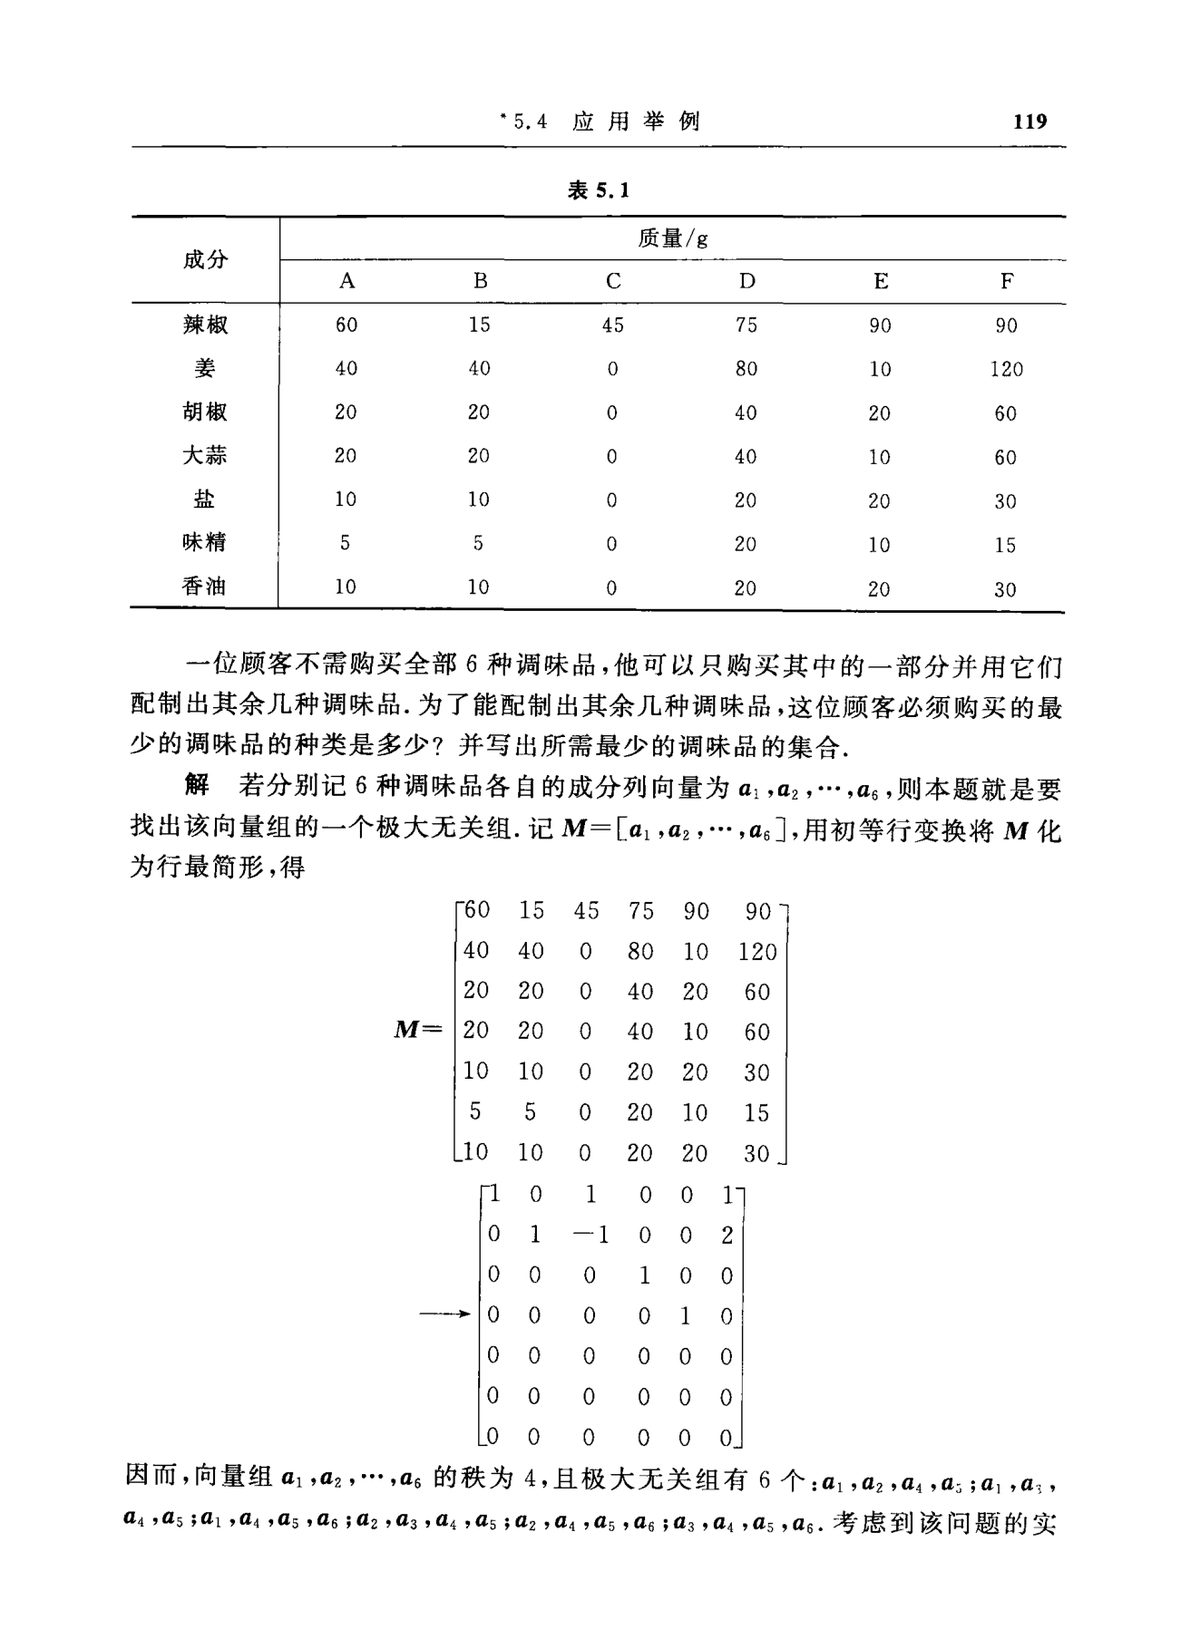 *5.4 应用举例 119
表 5.1
成分 质量/g
A B C D E F
辣椒 60 15 45 75 90 90
姜 40 40 0 80 10 120
胡椒 20 20 0 40 20 60
大蒜 20 20 0 40 10 60
盐 10 10 0 20 20 30
味精 5 5 0 20 10 15
香油 10 10 0 20 20 30
一位顾客不需购买全部 6 种调味品,他可以只购买其中的一部分并用它们
配制出其余几种调味品. 为了能配制出其余几种调味品,这位顾客必须购买的最
少的调味品的种类是多少? 并写出所需最少的调味品的集合.
解 若分别记 6 种调味品各自的成分列向量为 a₁,a₂,⋯,a₆,则本题就是要
找出该向量组的一个极大无关组. 记 M=[a₁,a₂,⋯,a₆],用初等行变换将 M 化
为行最简形,得
60 15 45 75 90 90
40 40 0 80 10 120
20 20 0 40 20 60
M= 20 20 0 40 10 60
10 10 0 20 20 30
5 5 0 20 10 15
10 10 0 20 20 30
1 0 1 0 0 1
0 1 −1 0 0 2
0 0 0 1 0 0
→ 0 0 0 0 1 0
0 0 0 0 0 0
0 0 0 0 0 0
0 0 0 0 0 0
因而,向量组 a₁,a₂,⋯,a₆ 的秩为 4,且极大无关组有 6 个:a₁,a₂,a₄,a₅;a₁,a₃,
a₄,a₅;a₁,a₄,a₅,a₆;a₂,a₃,a₄,a₅;a₂,a₄,a₅,a₆;a₃,a₄,a₅,a₆. 考虑到该问题的实